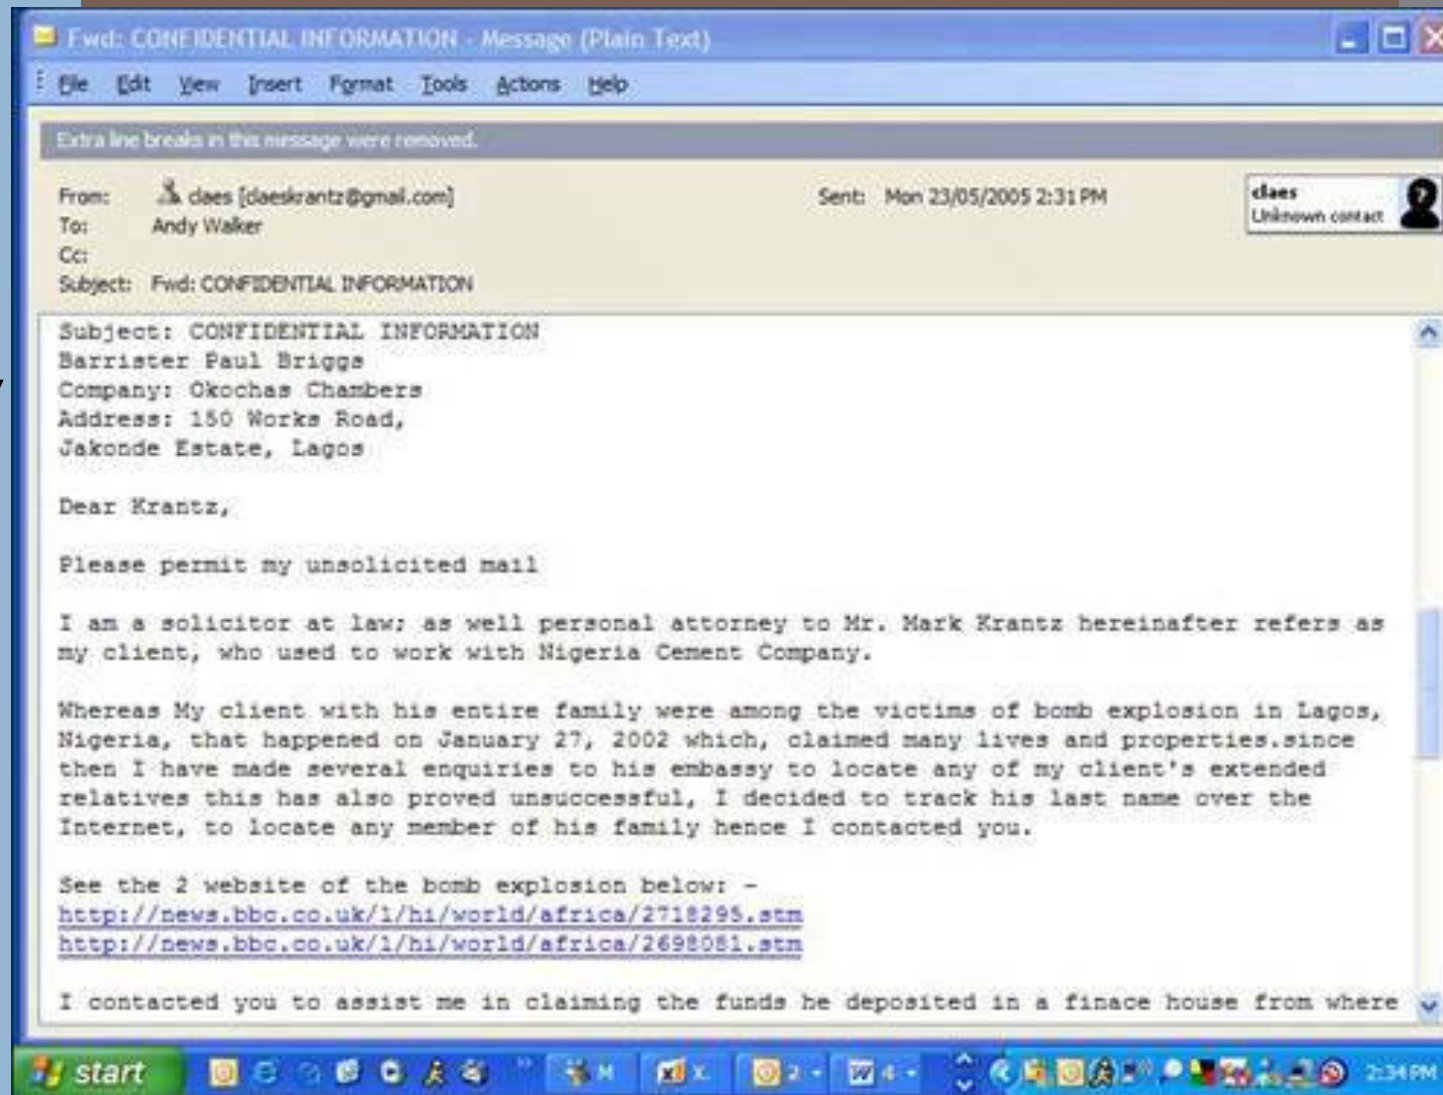 Fwd: CONFIDENTIAL INFORMATION - Message (Plain Text)
File Edit View Insert Format Tools Actions Help
Extra line breaks in this message were removed.
From: claes [claeskrantz@gmail.com] Sent: Mon 23/05/2005 2:31 PM
claes
Unknown contact
To: Andy Walker
Cc:
Subject: Fwd: CONFIDENTIAL INFORMATION
Subject: CONFIDENTIAL INFORMATION
Barrister Paul Briggs
Company: Okochas Chambers
Address: 150 Works Road,
Jakonde Estate, Lagos
Dear Krantz,
Please permit my unsolicited mail
I am a solicitor at law; as well personal attorney to Mr. Mark Krantz hereinafter refers as
my client, who used to work with Nigeria Cement Company.
Whereas My client with his entire family were among the victims of bomb explosion in Lagos,
Nigeria, that happened on January 27, 2002 which, claimed many lives and properties.since
then I have made several enquiries to his embassy to locate any of my client's extended
relatives this has also proved unsuccessful, I decided to track his last name over the
Internet, to locate any member of his family hence I contacted you.
See the 2 website of the bomb explosion below: -
http://news.bbc.co.uk/1/hi/world/africa/2718295.stm
http://news.bbc.co.uk/1/hi/world/africa/2698081.stm
I contacted you to assist me in claiming the funds he deposited in a finace house from where
start M X. 2 - 4 - 2:34 PM